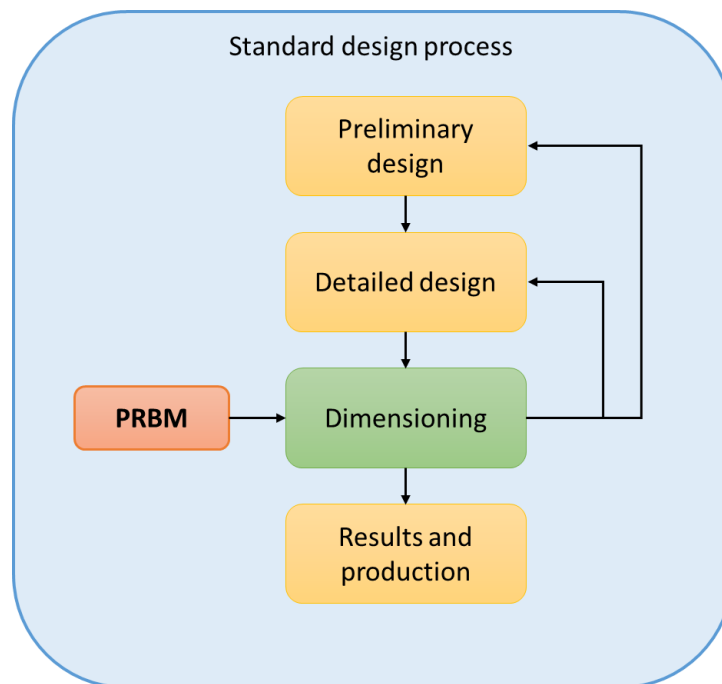 Standard design process
Preliminary
design
Detailed design
PRBM
Dimensioning
Results and
production